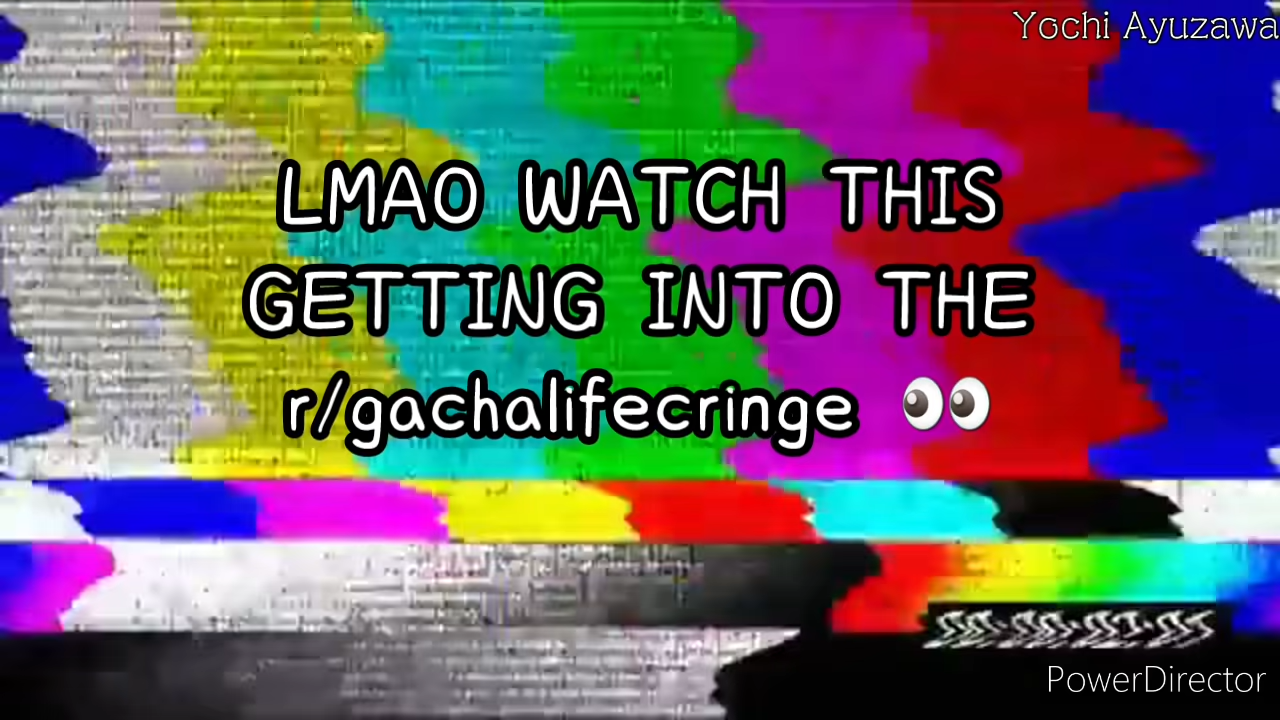 Yochi Ayuzawa
LMAO WATCH THIS
GETTING INTO THE
r/gachalifecringe 👀
PowerDirector